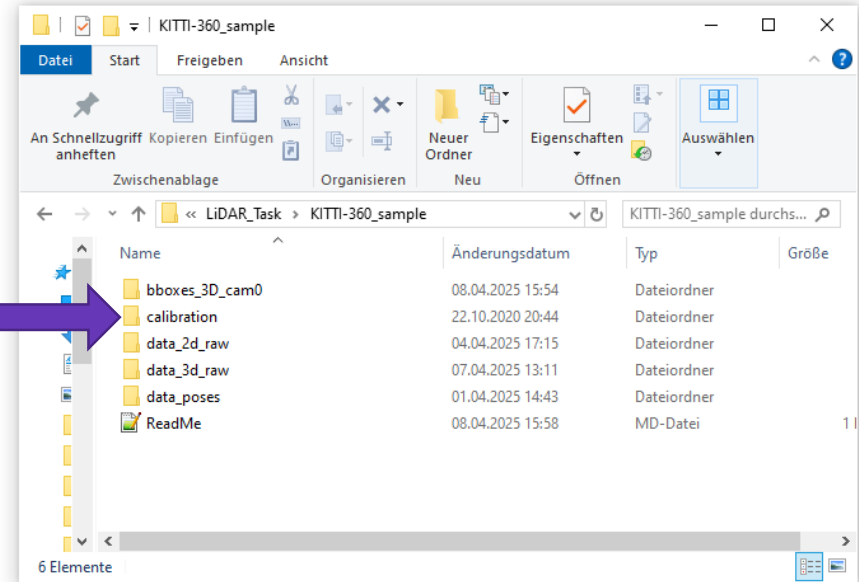 KITTI-360_sample
Datei Start Freigeben Ansicht
An Schnellzugriff anheften
Kopieren
Einfügen
Zwischenablage
Organisieren
Neuer Ordner
Neu
Eigenschaften
Öffnen
Auswählen
« LiDAR_Task › KITTI-360_sample
KITTI-360_sample durchs...
Name Änderungsdatum Typ Größe
bboxes_3D_cam0 08.04.2025 15:54 Dateiordner
calibration 22.10.2020 20:44 Dateiordner
data_2d_raw 04.04.2025 17:15 Dateiordner
data_3d_raw 07.04.2025 13:11 Dateiordner
data_poses 01.04.2025 14:43 Dateiordner
ReadMe 08.04.2025 15:58 MD-Datei 1
6 Elemente